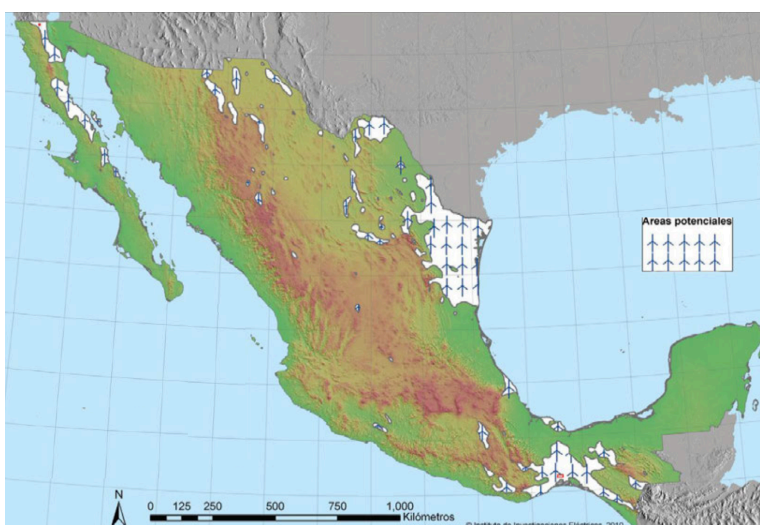 Areas potenciales
N
0 125 250 500 750 1,000
Kilómetros
© Instituto de Investigaciones Eléctricas, 2010